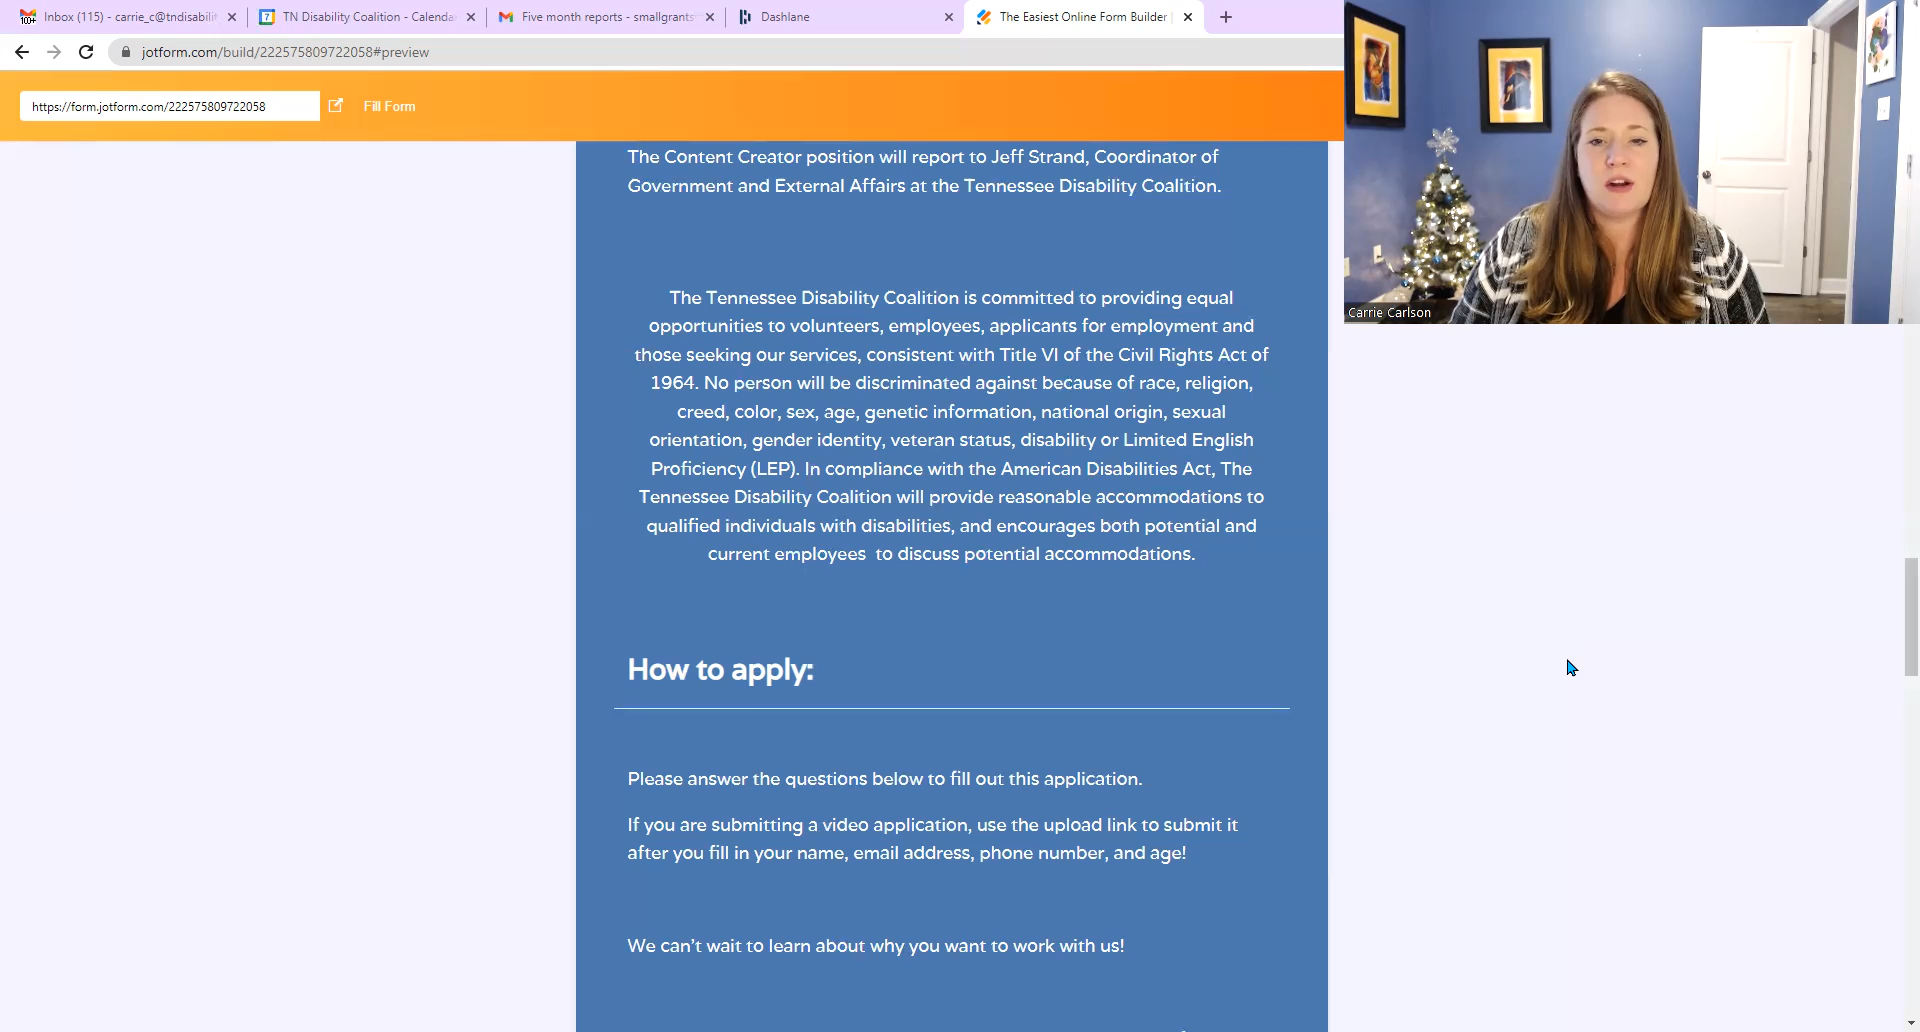 Inbox (115) - carrie_c@tndisabilit
TN Disability Coalition - Calenda
Five month reports - smallgrants
Dashlane
The Easiest Online Form Builder |
jotform.com/build/222575809722058#preview
https://form.jotform.com/222575809722058
Fill Form
The Content Creator position will report to Jeff Strand, Coordinator of
Government and External Affairs at the Tennessee Disability Coalition.
The Tennessee Disability Coalition is committed to providing equal
opportunities to volunteers, employees, applicants for employment and
those seeking our services, consistent with Title VI of the Civil Rights Act of
1964. No person will be discriminated against because of race, religion,
creed, color, sex, age, genetic information, national origin, sexual
orientation, gender identity, veteran status, disability or Limited English
Proficiency (LEP). In compliance with the American Disabilities Act, The
Tennessee Disability Coalition will provide reasonable accommodations to
qualified individuals with disabilities, and encourages both potential and
current employees  to discuss potential accommodations.
How to apply:
Please answer the questions below to fill out this application.
If you are submitting a video application, use the upload link to submit it
after you fill in your name, email address, phone number, and age!
We can't wait to learn about why you want to work with us!
Carrie Carlson